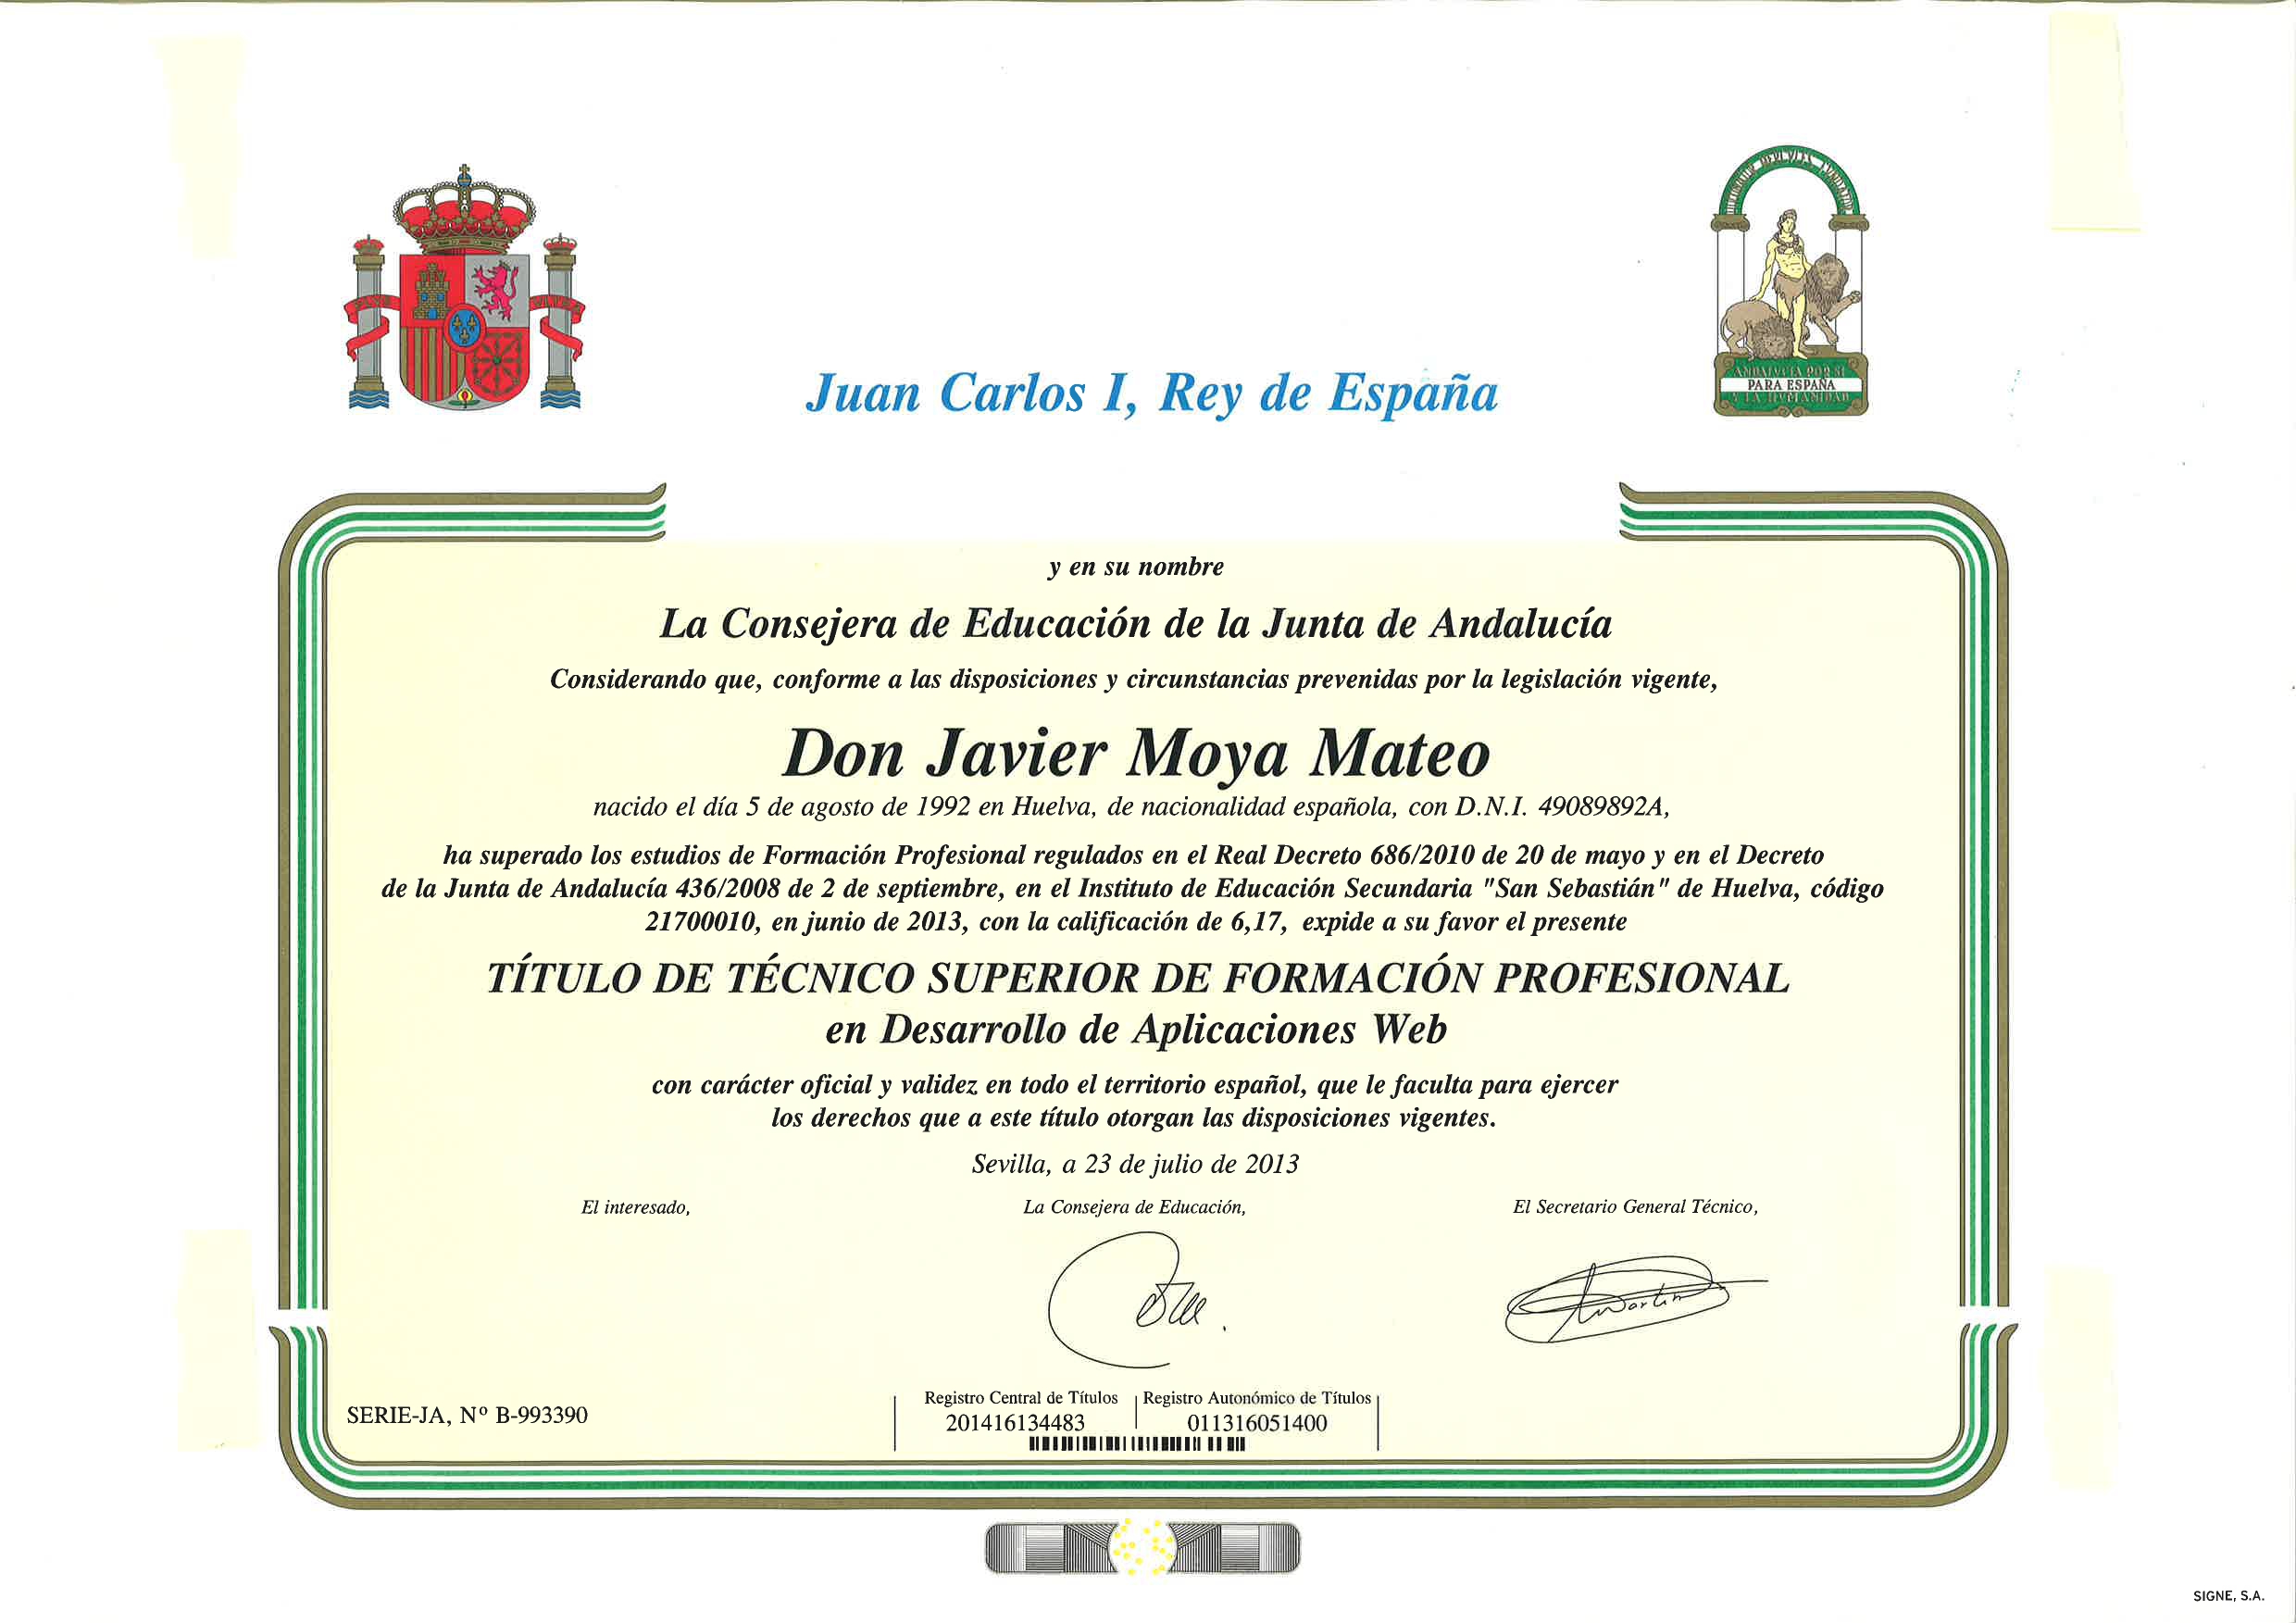 Juan Carlos I, Rey de España
PARA ESPAÑA
y en su nombre
La Consejera de Educación de la Junta de Andalucía
Considerando que, conforme a las disposiciones y circunstancias prevenidas por la legislación vigente,
Don Javier Moya Mateo
nacido el día 5 de agosto de 1992 en Huelva, de nacionalidad española, con D.N.I. 49089892A,
ha superado los estudios de Formación Profesional regulados en el Real Decreto 686/2010 de 20 de mayo y en el Decreto
de la Junta de Andalucía 436/2008 de 2 de septiembre, en el Instituto de Educación Secundaria "San Sebastián" de Huelva, código
21700010, en junio de 2013, con la calificación de 6,17, expide a su favor el presente
TÍTULO DE TÉCNICO SUPERIOR DE FORMACIÓN PROFESIONAL
en Desarrollo de Aplicaciones Web
con carácter oficial y validez en todo el territorio español, que le faculta para ejercer
los derechos que a este título otorgan las disposiciones vigentes.
Sevilla, a 23 de julio de 2013
El interesado, La Consejera de Educación, El Secretario General Técnico,
Registro Central de Títulos Registro Autonómico de Títulos
SERIE-JA, Nº B-993390 201416134483 011316051400
SIGNE, S.A.